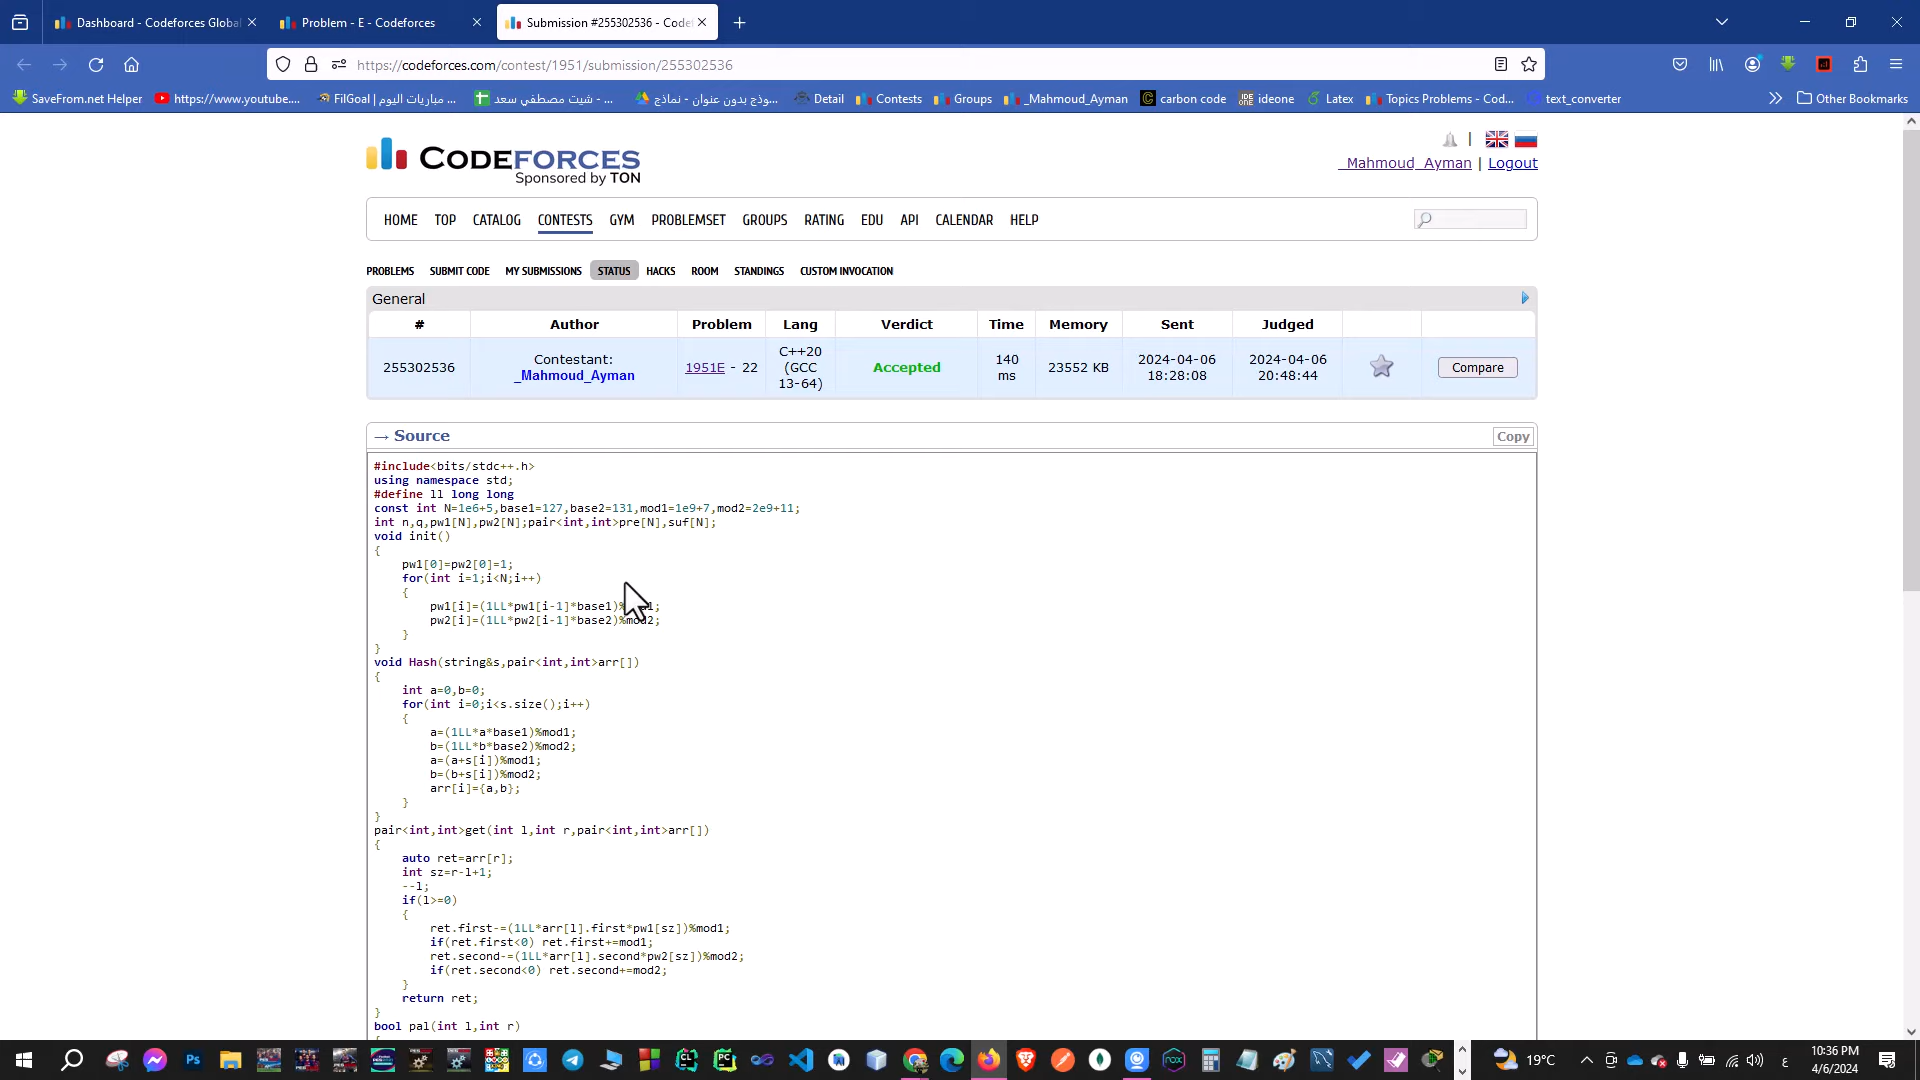 Dashboard - Codeforces Global
Problem - E - Codeforces
Submission #255302536 - Code
https://codeforces.com/contest/1951/submission/255302536
SaveFrom.net Helper
https://www.youtube....
FilGoal | مباريات اليوم ...
شيت مصطفي سعد - ...
نموذج بدون عنوان - نماذج...
Detail
Contests
Groups
_Mahmoud_Ayman
carbon code
ideone
Latex
Topics Problems - Cod...
text_converter
Other Bookmarks
CODEFORCES
Sponsored by TON
_Mahmoud_Ayman | Logout
HOME TOP CATALOG CONTESTS GYM PROBLEMSET GROUPS RATING EDU API CALENDAR HELP
PROBLEMS SUBMIT CODE MY SUBMISSIONS STATUS HACKS ROOM STANDINGS CUSTOM INVOCATION
General
# Author Problem Lang Verdict Time Memory Sent Judged
255302536
Contestant:
_Mahmoud_Ayman
1951E - 22
C++20
(GCC
13-64)
Accepted
140
ms
23552 KB
2024-04-06
18:28:08
2024-04-06
20:48:44
Compare
→ Source
Copy
#include<bits/stdc++.h>
using namespace std;
#define ll long long
const int N=1e6+5,base1=127,base2=131,mod1=1e9+7,mod2=2e9+11;
int n,q,pw1[N],pw2[N];pair<int,int>pre[N],suf[N];
void init()
{
    pw1[0]=pw2[0]=1;
    for(int i=1;i<N;i++)
    {
        pw1[i]=(1LL*pw1[i-1]*base1)%
        pw2[i]=(1LL*pw2[i-1]*base2)%mod2;
    }
}
void Hash(string&s,pair<int,int>arr[])
{
    int a=0,b=0;
    for(int i=0;i<s.size();i++)
    {
        a=(1LL*a*base1)%mod1;
        b=(1LL*b*base2)%mod2;
        a=(a+s[i])%mod1;
        b=(b+s[i])%mod2;
        arr[i]={a,b};
    }
}
pair<int,int>get(int l,int r,pair<int,int>arr[])
{
    auto ret=arr[r];
    int sz=r-l+1;
    --l;
    if(l>=0)
    {
        ret.first-=(1LL*arr[l].first*pw1[sz])%mod1;
        if(ret.first<0) ret.first+=mod1;
        ret.second-=(1LL*arr[l].second*pw2[sz])%mod2;
        if(ret.second<0) ret.second+=mod2;
    }
    return ret;
}
bool pal(int l,int r)
19°C
ع
10:36 PM
4/6/2024